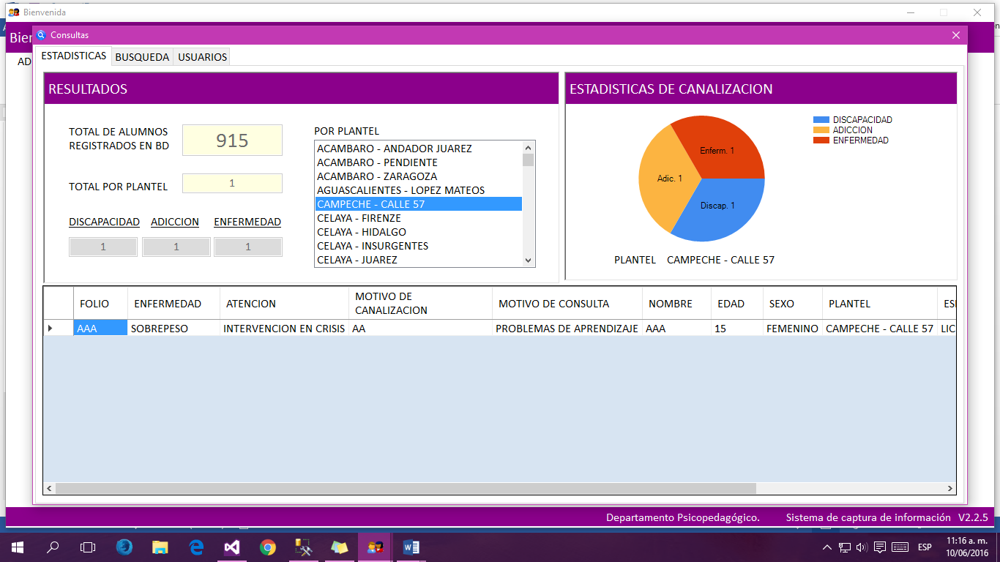 Bienvenida
Bier
Consultas
AD
ESTADISTICAS BUSQUEDA USUARIOS
RESULTADOS
TOTAL DE ALUMNOS
REGISTRADOS EN BD
915
TOTAL POR PLANTEL
1
DISCAPACIDAD ADICCION ENFERMEDAD
1 1 1
POR PLANTEL
ACAMBARO - ANDADOR JUAREZ
ACAMBARO - PENDIENTE
ACAMBARO - ZARAGOZA
AGUASCALIENTES - LOPEZ MATEOS
CAMPECHE - CALLE 57
CELAYA - FIRENZE
CELAYA - HIDALGO
CELAYA - INSURGENTES
CELAYA - JUAREZ
ESTADISTICAS DE CANALIZACION
DISCAPACIDAD
ADICCION
ENFERMEDAD
Enferm. 1
Adic. 1
Discap. 1
PLANTEL CAMPECHE - CALLE 57
FOLIO ENFERMEDAD ATENCION MOTIVO DE CANALIZACION MOTIVO DE CONSULTA NOMBRE EDAD SEXO PLANTEL ES
AAA SOBREPESO INTERVENCION EN CRISIS AA PROBLEMAS DE APRENDIZAJE AAA 15 FEMENINO CAMPECHE - CALLE 57 LIC
Departamento Psicopedagógico. Sistema de captura de información V2.2.5
ESP
11:16 a. m.
10/06/2016